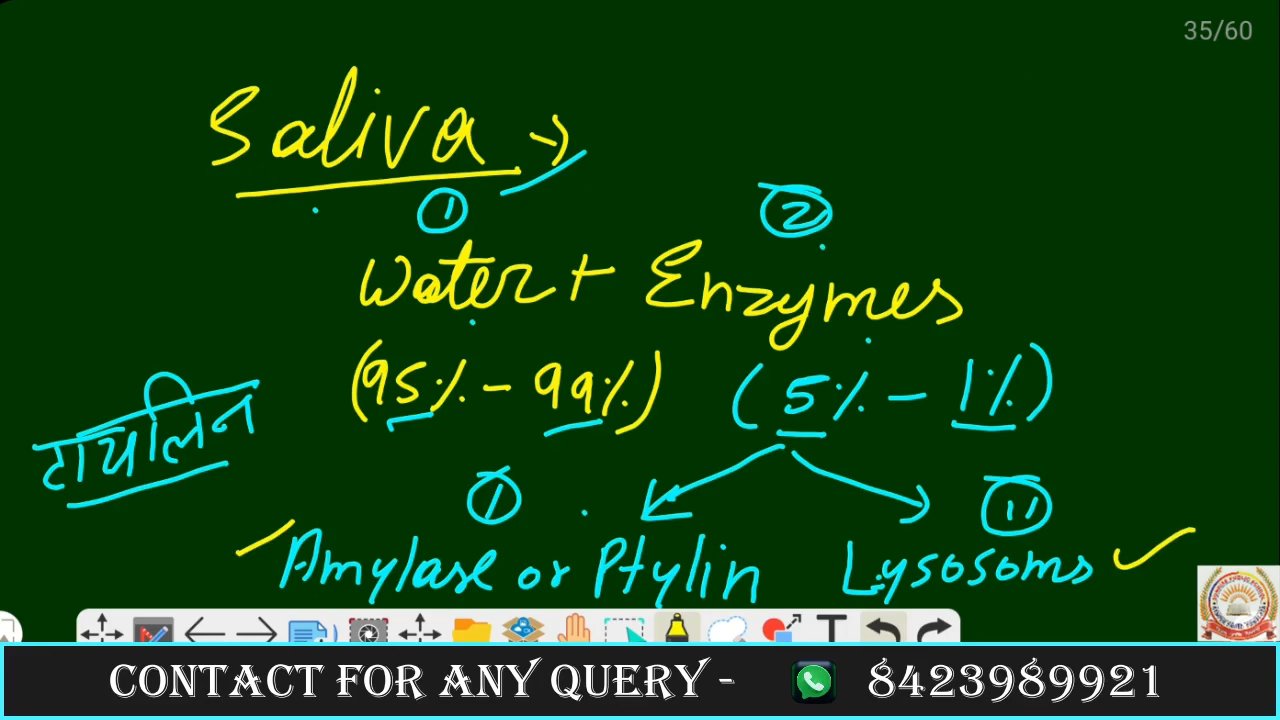 35/60
Saliva →
① ②
Water + Enzymes
(95% - 99%) (5% - 1%)
टायलिन
① ⑪
Amylase or Ptylin Lysosoms
T
CONTACT FOR ANY QUERY - 8423989921